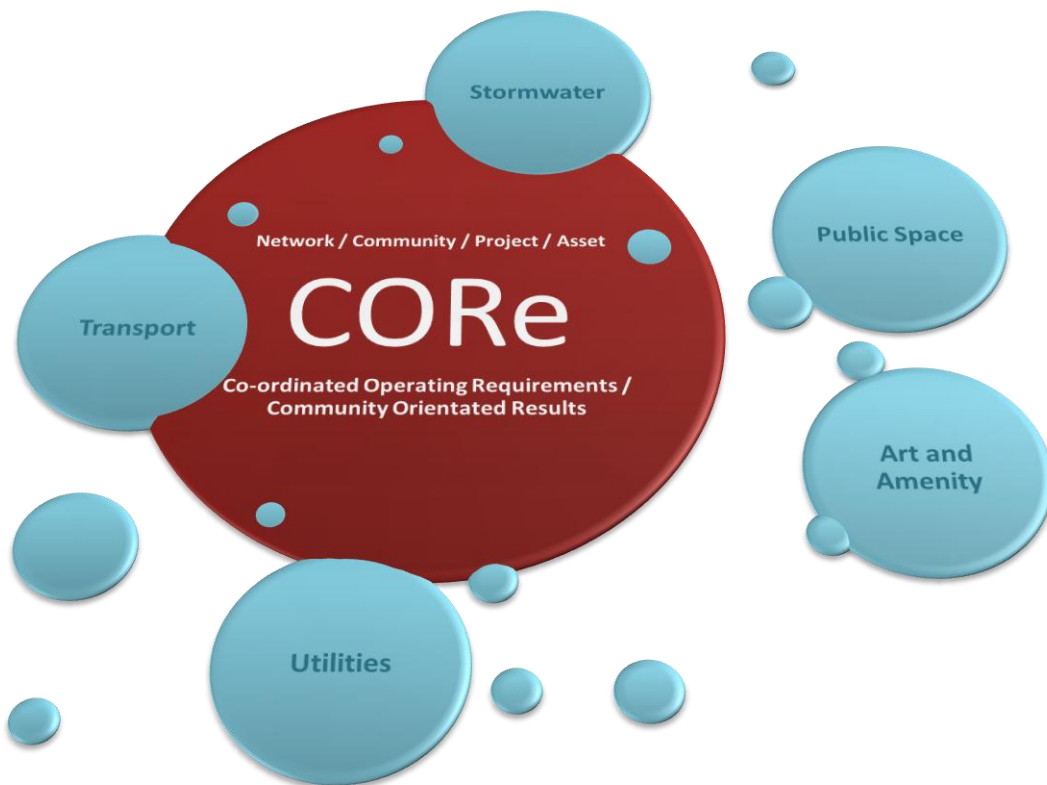 Stormwater
Public Space
Network / Community / Project / Asset
CORe
Transport
Co-ordinated Operating Requirements /
Community Orientated Results
Art and
Amenity
Utilities